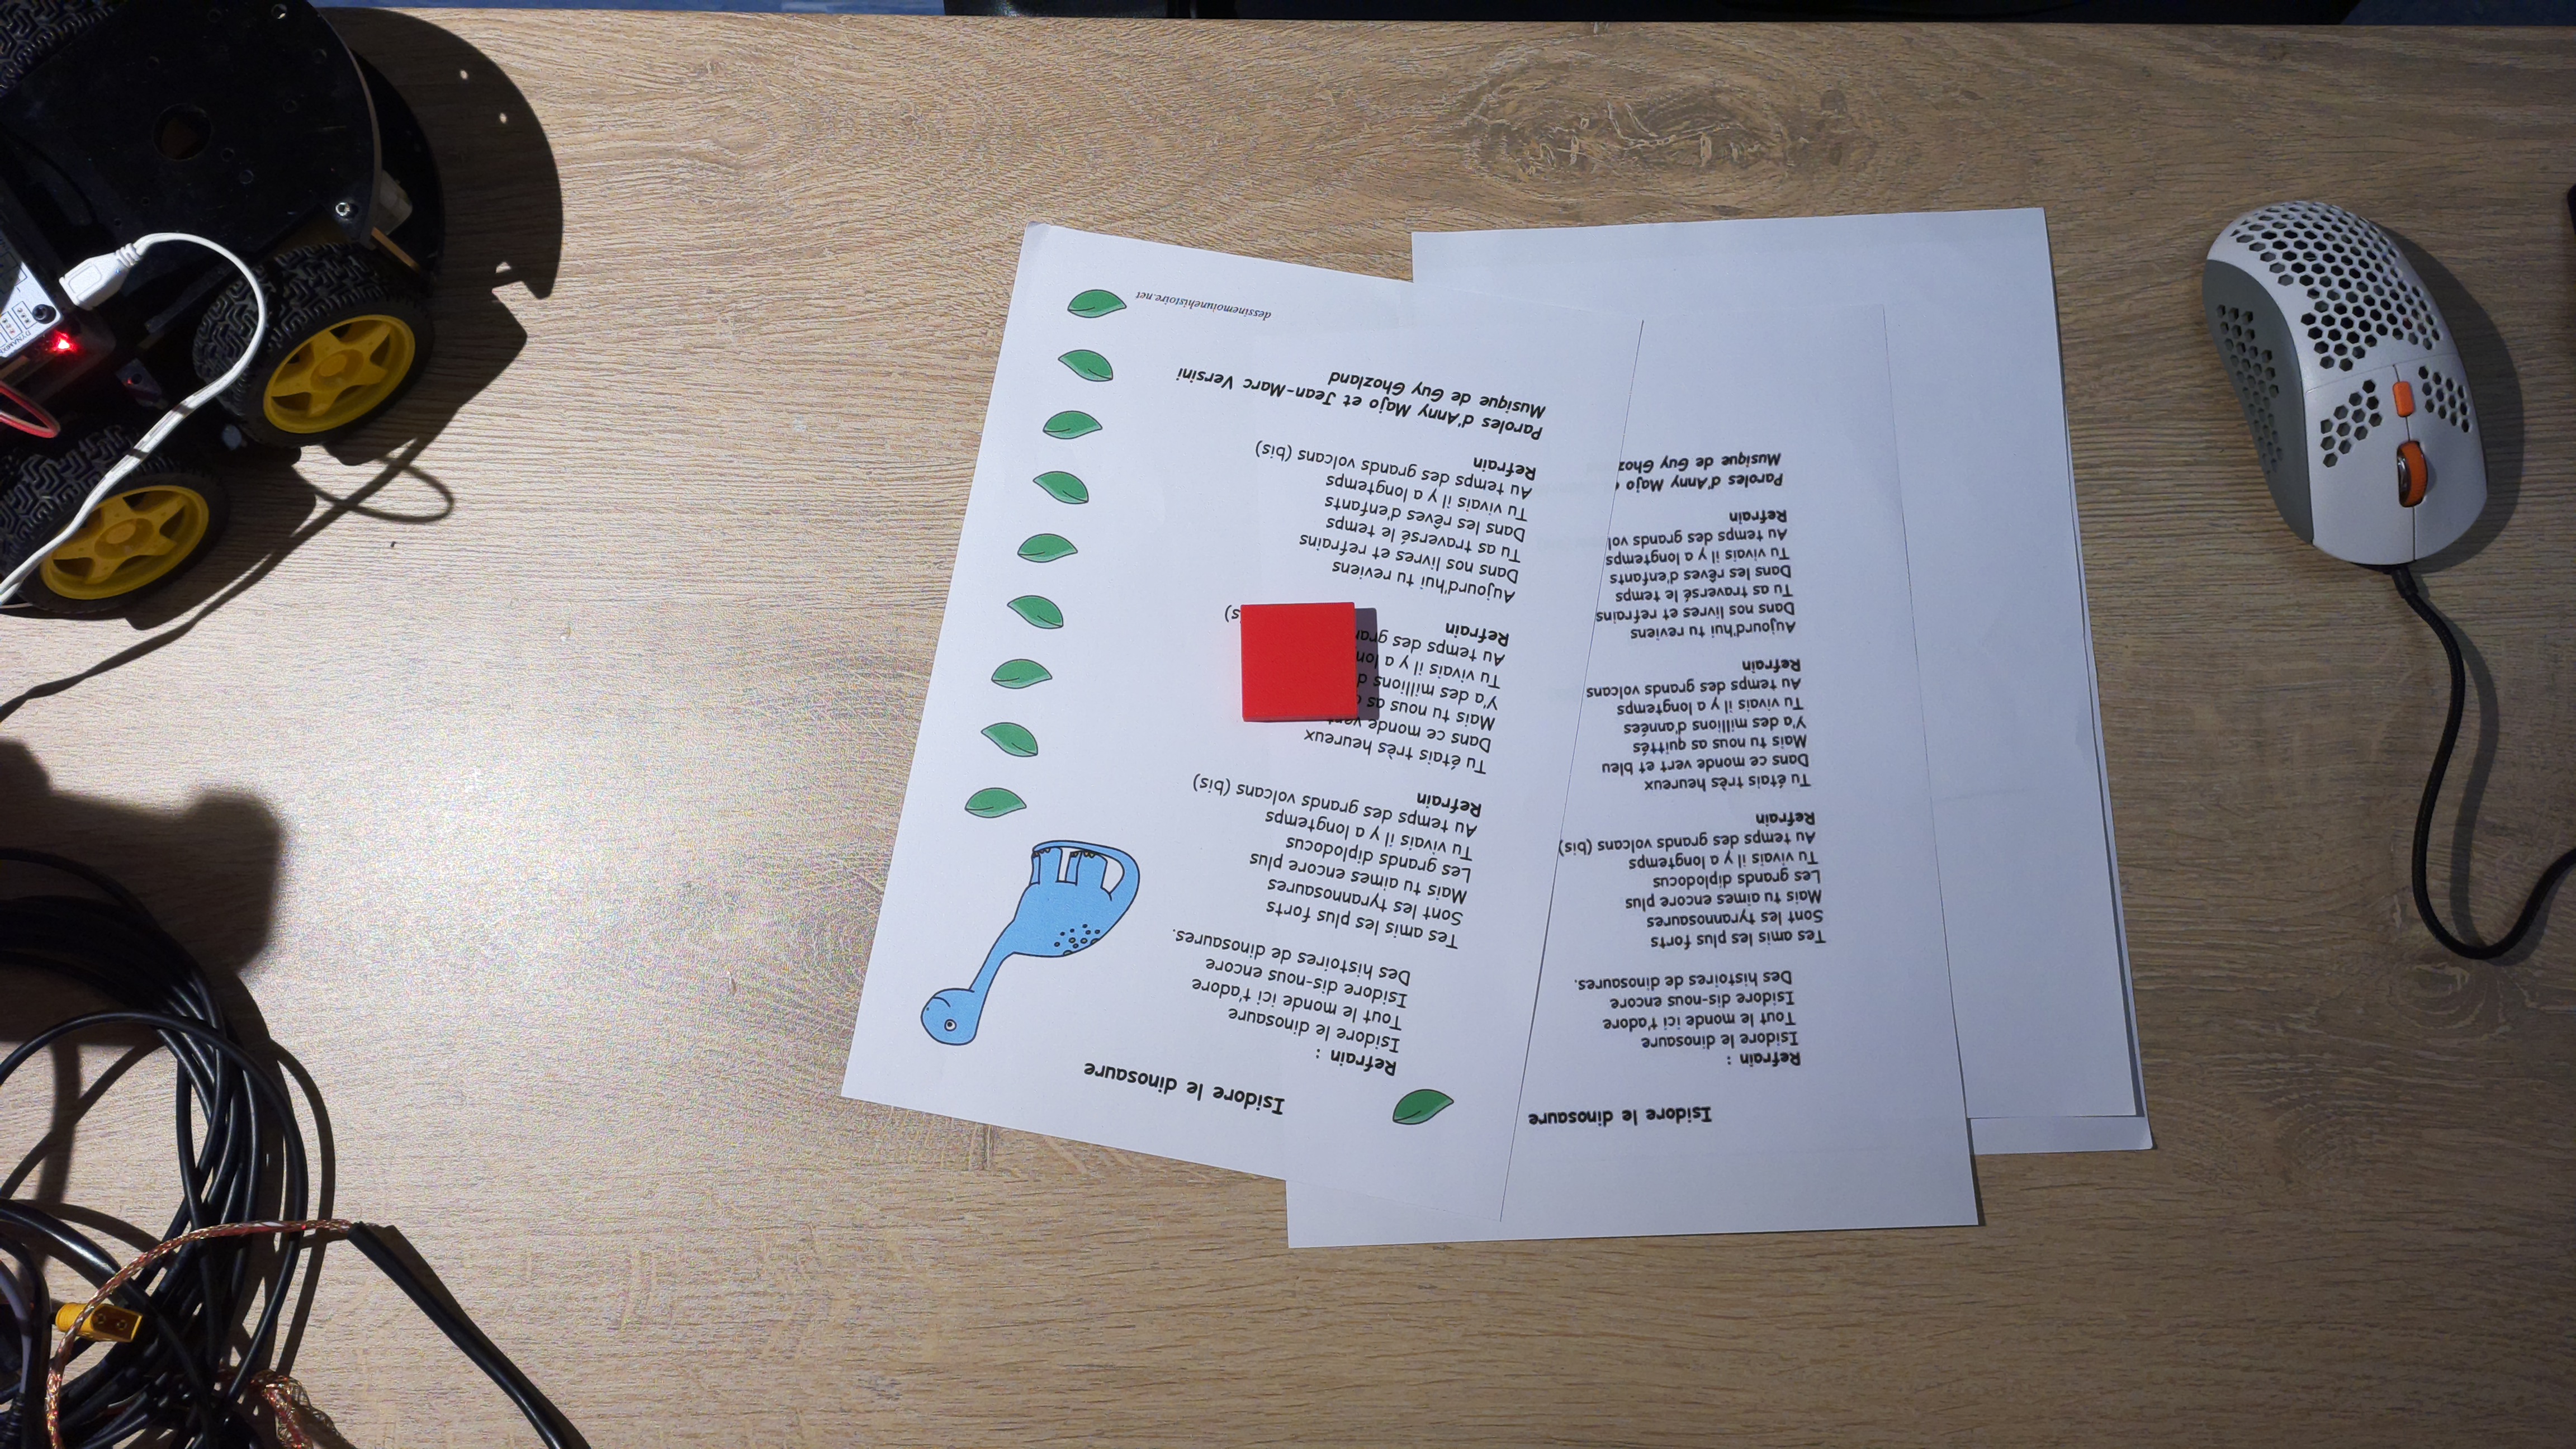 Isidore le dinosaure
Refrain :
Isidore le dinosaure
Tout le monde ici t'adore
Isidore dis-nous encore
Des histoires de dinosaures.
Tes amis les plus forts
Sont les tyrannosaures
Mais tu aimes encore plus
Les grands diplodocus
Tu vivais il y a longtemps
Au temps des grands volcans (bis)
Refrain
Tu étais très heureux
Dans ce monde vert
Mais tu nous as
Y'a des millions d
Tu vivais il y a lon
Au temps des gran s)
Refrain
Aujourd'hui tu reviens
Dans nos livres et refrains
Tu as traversé le temps
Dans les rêves d'enfants
Tu vivais il y a longtemps
Au temps des grands volcans (bis)
Refrain
Paroles d'Anny Majo et Jean-Marc Versini
Musique de Guy Ghozland
dessinemoiunehistoire.net
Isidore le dinosaure
Refrain :
Isidore le dinosaure
Tout le monde ici t'adore
Isidore dis-nous encore
Des histoires de dinosaures.
Tes amis les plus forts
Sont les tyrannosaures
Mais tu aimes encore plus
Les grands diplodocus
Tu vivais il y a longtemps
Au temps des grands volcans (bis)
Refrain
Tu étais très heureux
Dans ce monde vert et bleu
Mais tu nous as quittés
Y'a des millions d'années
Tu vivais il y a longtemps
Au temps des grands volcans
Refrain
Aujourd'hui tu reviens
Dans nos livres et refrains
Tu as traversé le temps
Dans les rêves d'enfants
Tu vivais il y a longtemps
Au temps des grands vol
Refrain
Paroles d'Anny Majo
Musique de Guy Ghoz